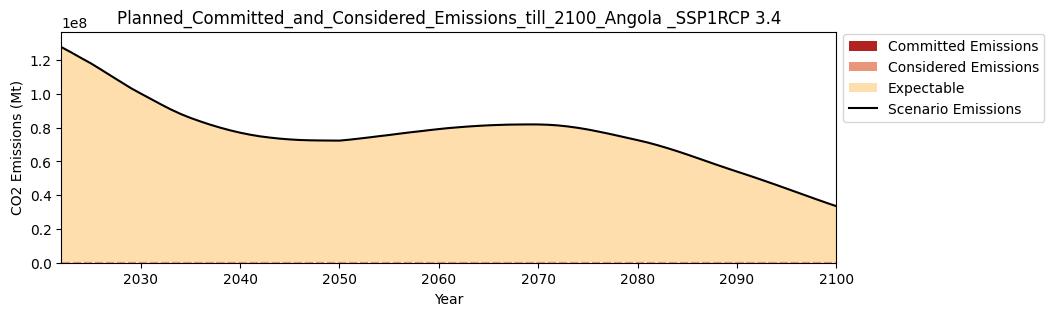 Planned_Committed_and_Considered_Emissions_till_2100_Angola _SSP1RCP 3.4
1e8
1.2
1.0
0.8
0.6
0.4
0.2
0.0
CO2 Emissions (Mt)
2030 2040 2050 2060 2070 2080 2090 2100
Year
Committed Emissions
Considered Emissions
Expectable
Scenario Emissions